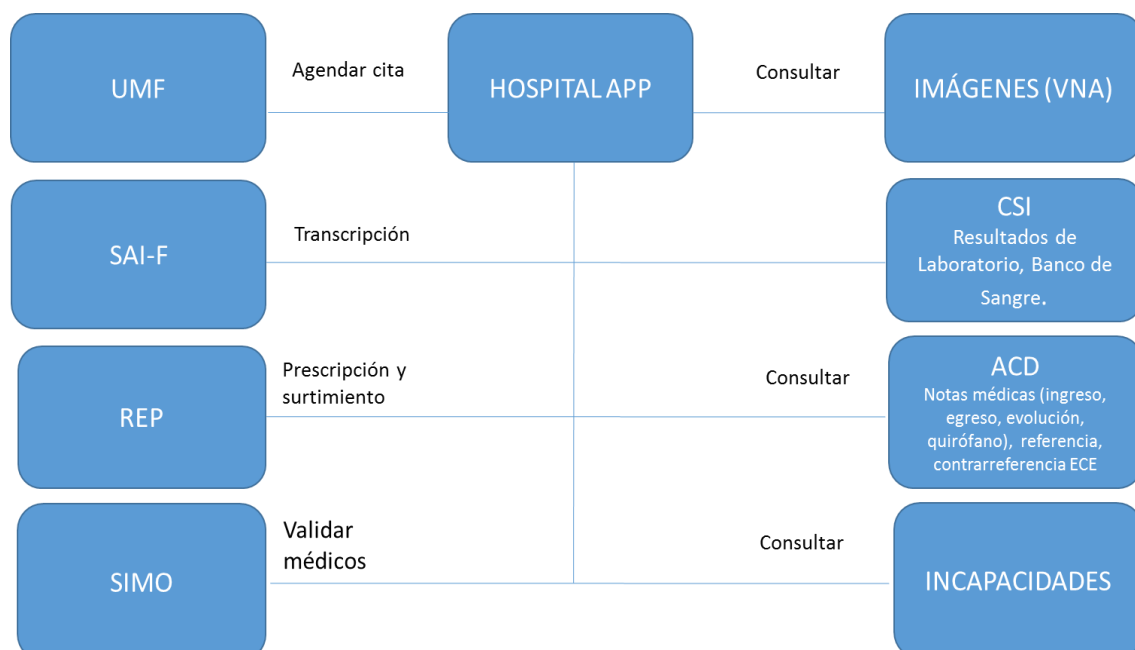 UMF
Agendar cita
HOSPITAL APP
Consultar
IMÁGENES (VNA)
SAI-F
Transcripción
CSI
Resultados de
Laboratorio, Banco de
Sangre.
REP
Prescripción y
surtimiento
Consultar
ACD
Notas médicas (ingreso,
egreso, evolución,
quirófano), referencia,
contrarreferencia ECE
SIMO
Validar
médicos
Consultar
INCAPACIDADES